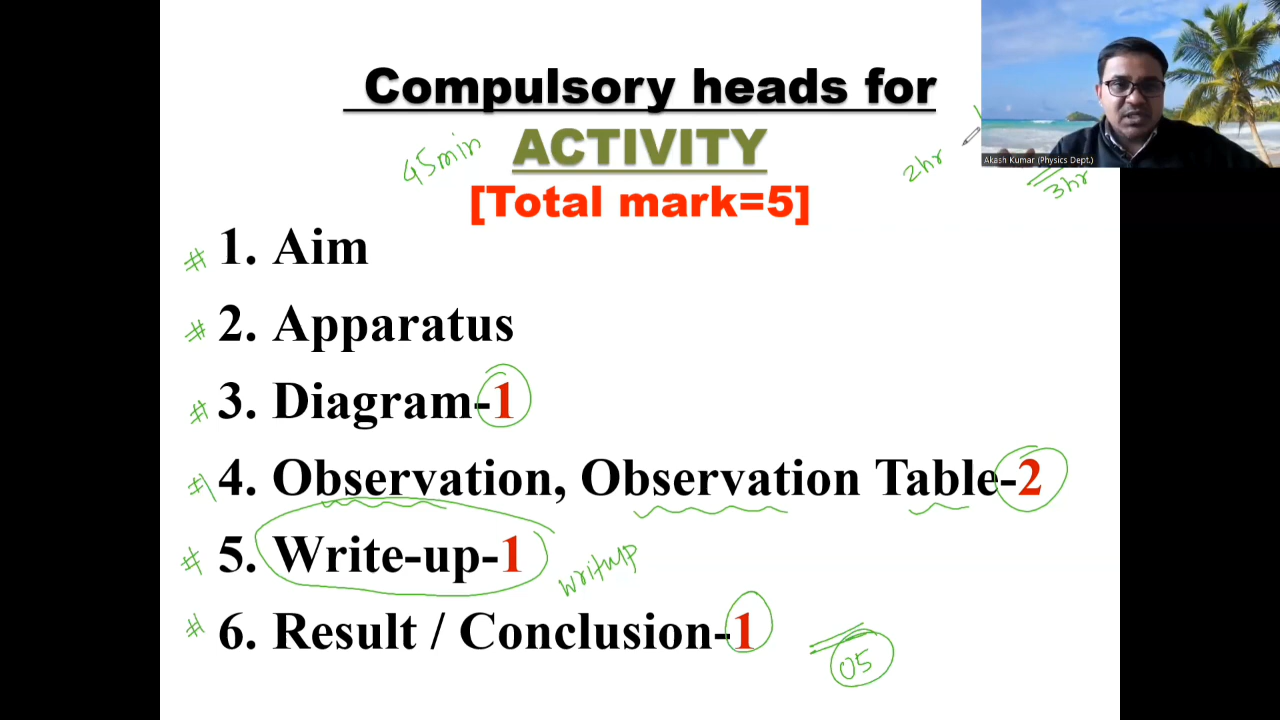 Compulsory heads for
ACTIVITY
45min
2hr
3hr
Akash Kumar (Physics Dept.)
[Total mark=5]
# 1. Aim
# 2. Apparatus
# 3. Diagram-1
# 4. Observation, Observation Table-2
# 5. Write-up-1
writeup
# 6. Result / Conclusion-1
05